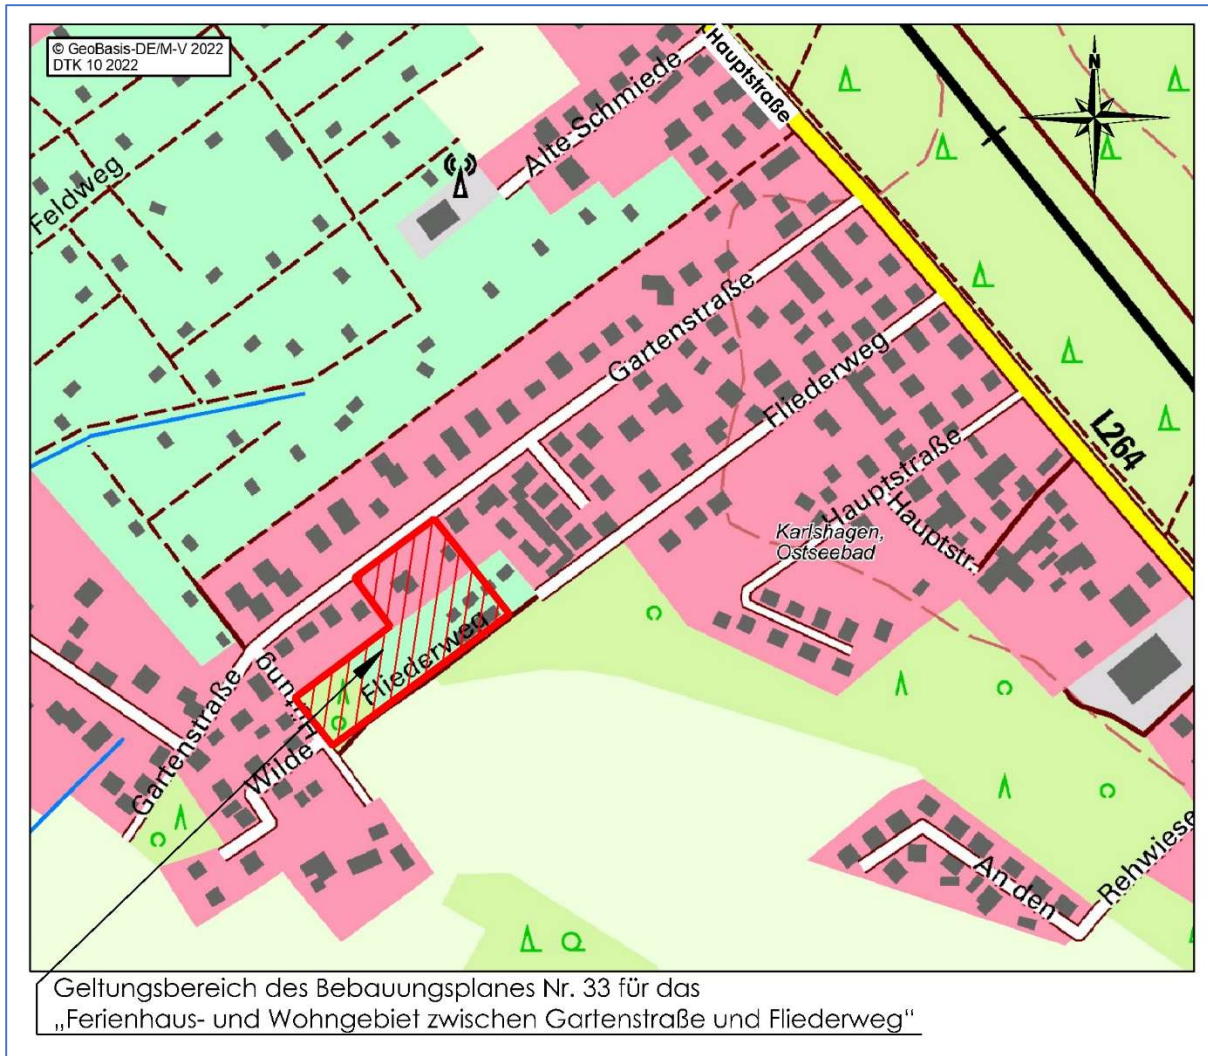 © GeoBasis-DE/M-V 2022
DTK 10 2022
Hauptstraße
N
Alte Schmiede
Feldweg
Gartenstraße
Fliederweg
L264
Hauptstraße
Hauptstr.
Karlshagen,
Ostseebad
Fliederweg
Gartenstraße
Wilde Hütung
An den Rehwiese
Geltungsbereich des Bebauungsplanes Nr. 33 für das
„Ferienhaus- und Wohngebiet zwischen Gartenstraße und Fliederweg“